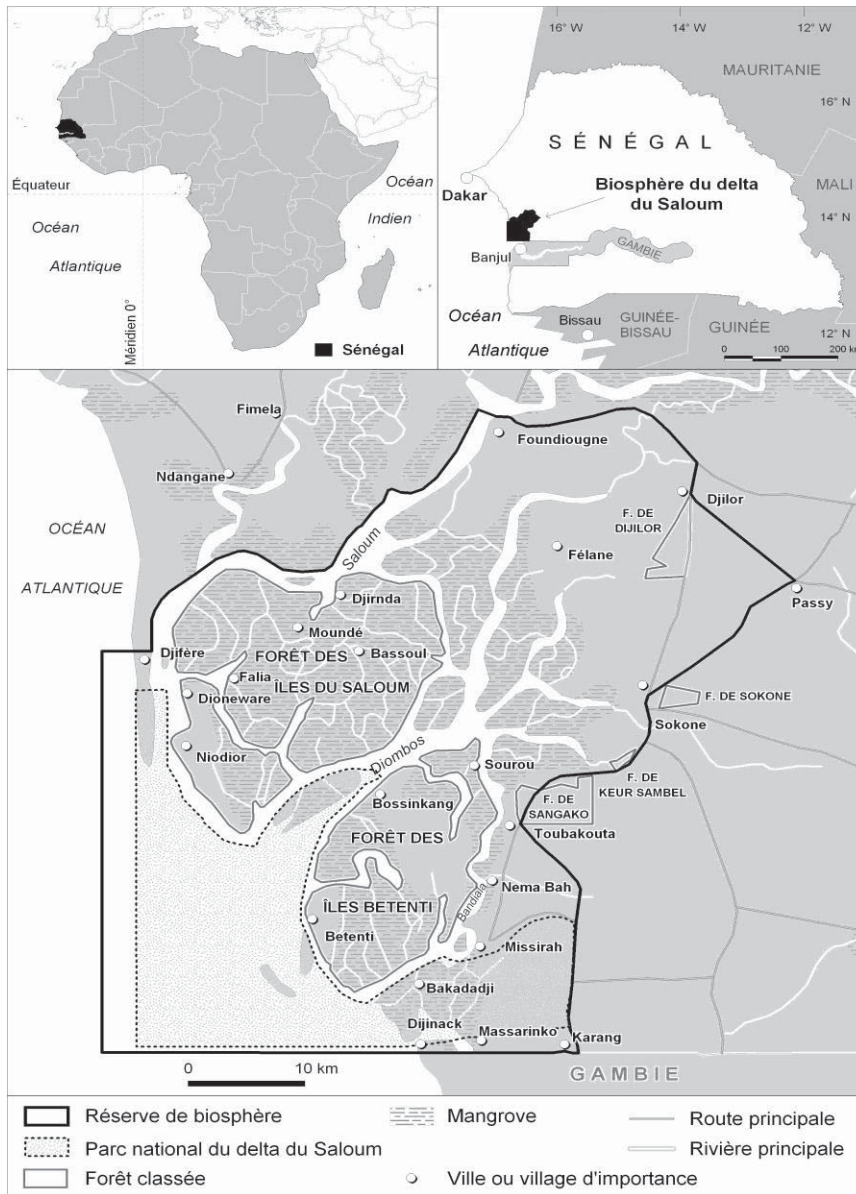 16° W
14° W
MAURITANIE
16° N
SÉNÉGAL
MALI
Dakar
Biosphère du delta
du Saloum
14° N
Banjul
GAMBIE
Océan
Atlantique
Bissau
GUINÉE-
BISSAU
GUINÉE
12° N
0 100 200 km
Équateur
Océan
Indien
Océan
Atlantique
Méridien 0°
Sénégal
Fimela
Foundiougne
Ndangane
Djilor
F. DE
DIJILOR
OCÉAN
ATLANTIQUE
Saloum
Félane
Passy
Djirnda
Moundé
Djifère
FORÊT DES
Bassoul
Falia
ÎLES DU SALOUM
Dioneware
F. DE SOKONE
Sokone
Niodior
Diombos
Sourou
F. DE
KEUR SAMBEL
Bossinkang
F. DE
SANGAKO
Toubakouta
FORÊT DES
Nema Bah
Bandiala
ÎLES BETENTI
Betenti
Missirah
Bakadadji
Dijinack
Massarinko
Karang
0 10 km
GAMBIE
Réserve de biosphère
Mangrove
Route principale
Parc national du delta du Saloum
Rivière principale
Forêt classée
Ville ou village d'importance